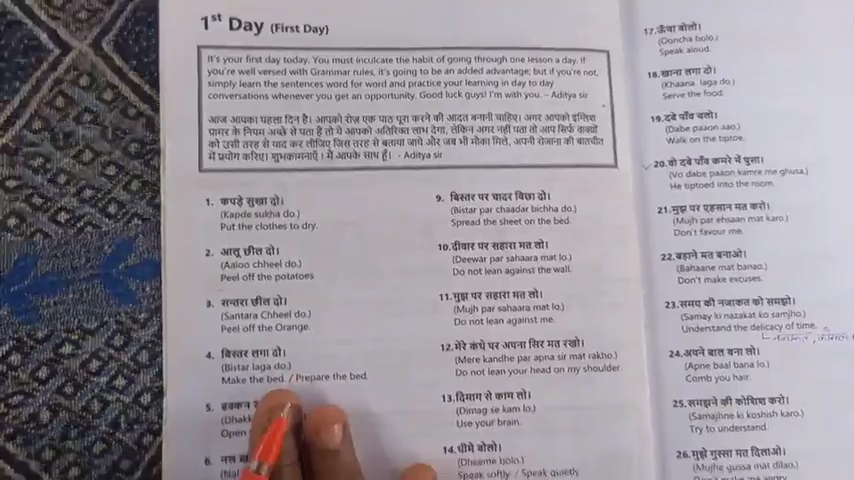 1st Day (First Day)
It's your first day today. You must inculcate the habit of going through one lesson a day. If
you're well versed with Grammar rules, it's going to be an added advantage; but if you're not,
simply learn the sentences word for word and practice your learning in day to day
conversations whenever you get an opportunity. Good luck guys! I'm with you. – Aditya sir
आज आपका पहला दिन है। आपको रोज़ एक पाठ पूरा करने की आदत बनानी चाहिए। अगर आपको इंग्लिश
ग्रामर के नियम अच्छे से पता हैं तो ये आपको अतिरिक्त लाभ देगा, लेकिन अगर नहीं पता तो आप सिर्फ वाक्यों
को उसी तरह से याद कर लीजिए जिस तरह से बताया जाये और जब भी मौका मिले, अपनी रोजाना की बातचीत
में प्रयोग करिए। शुभकामनाएँ। मैं आपके साथ हूँ। - Aditya sir
1. कपड़े सुखा दो।
(Kapde sukha do.)
Put the clothes to dry.
2. आलू छील दो।
(Aaloo chheel do.)
Peel off the potatoes
3. सन्तरा छील दो।
(Santara Chheel do.)
Peel off the Orange.
4. बिस्तर लगा दो।
(Bistar laga do.)
Make the bed. / Prepare the bed.
5. ढक्कन
(Dhakk
Open
6. नल
9. बिस्तर पर चादर बिछा दो।
(Bistar par chaadar bichha do.)
Spread the sheet on the bed.
10. दीवार पर सहारा मत लो।
(Deewar par sahaara mat lo.)
Do not lean against the wall.
11. मुझ पर सहारा मत लो।
(Mujh par sahaara mat lo.)
Do not lean against me.
12. मेरे कंधे पर अपना सिर मत रखो।
(Mere kandhe par apna sir mat rakho.)
Do not lean your head on my shoulder.
13. दिमाग से काम लो।
(Dimag se kam lo.)
Use your brain.
14. धीमे बोलो।
(Dheeme bolo.)
Speak softly / Speak quietly
17. ऊँचा बोलो।
(Ooncha bolo.)
Speak aloud.
18. खाना लगा दो।
(Khaana laga do.)
Serve the food.
19. दबे पाँव चलो।
(Dabe paaon aao.)
Walk on the tiptoe.
20. वो दबे पाँव कमरे में घुसा।
(Vo dabe paaon kamre me ghusa.)
He tiptoed into the room.
21. मुझ पर एहसान मत करो।
(Mujh par ehsaan mat karo.)
Don't favour me.
22. बहाने मत बनाओ।
(Bahaane mat banao.)
Don't make excuses.
23. समय की नजाकत को समझो।
(Samay ki nazakat ko samjho.)
Understand the delicacy of time.
24. अपने बाल बना लो।
(Apne baal bana lo.)
Comb you hair.
25. समझने की कोशिश करो।
(Samajhne ki koshish karo.)
Try to understand.
26. मुझे गुस्सा मत दिलाओ।
(Mujhe gussa mat dilao.)